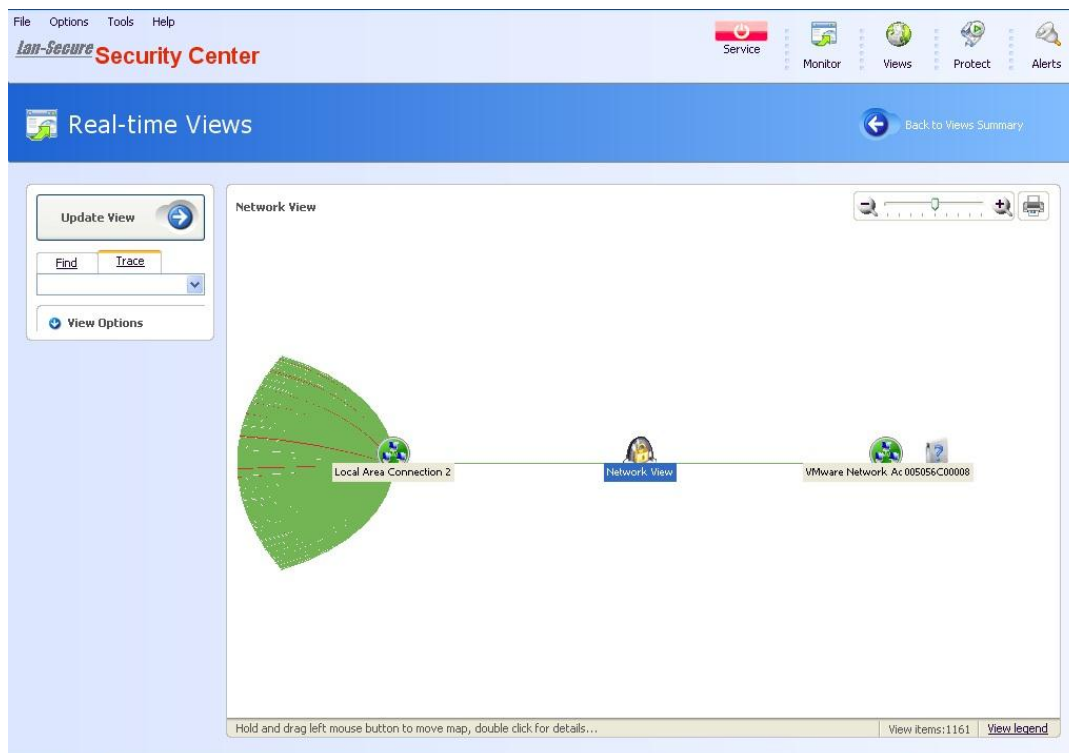 File Options Tools Help
Lan-Secure Security Center
Service
Monitor
Views
Protect
Alerts
Real-time Views
Back to Views Summary
Update View
Find Trace
View Options
Network View
Local Area Connection 2
Network View
VMware Network Ac 005056C00008
Hold and drag left mouse button to move map, double click for details...
View items:1161
View legend